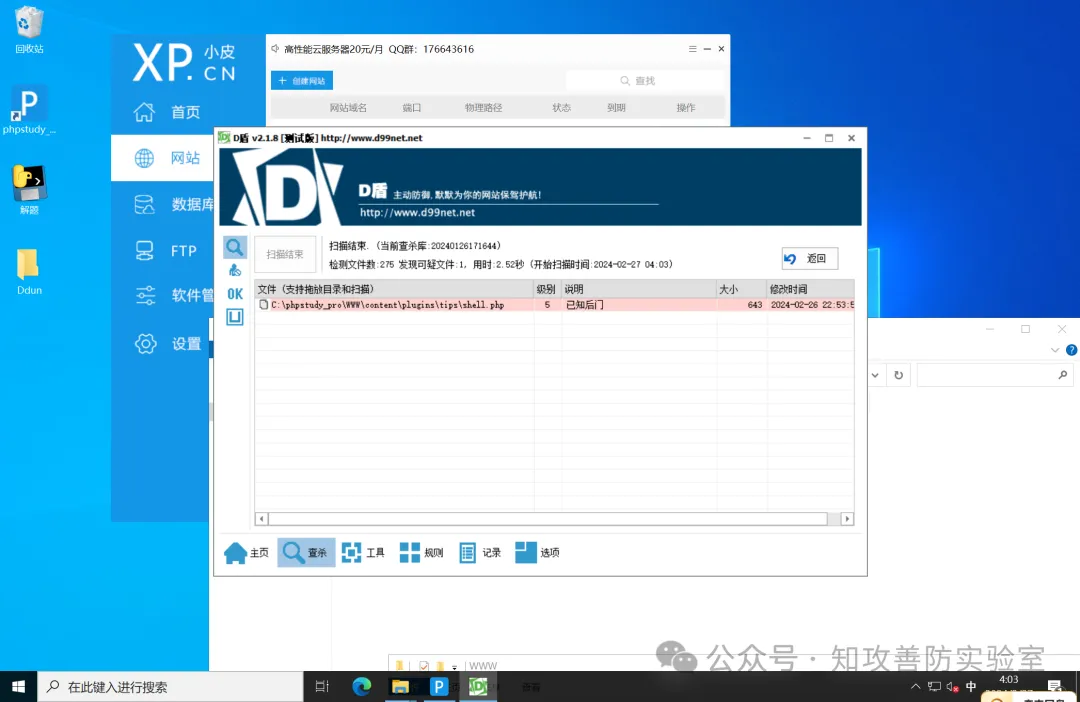 回收站
phpstudy_...
解题
Ddun
XP.CN 小皮
首页
网站
数据库
FTP
软件管
设置
高性能云服务器20元/月 QQ群：176643616
+ 创建网站
查找
网站域名 端口 物理路径 状态 到期 操作
D盾 v2.1.8 [测试版] http://www.d99net.net
D盾 主动防御,默默为你的网站保驾护航!
http://www.d99net.net
扫描结束
扫描结束. (当前查杀库:20240126171644)
检测文件数:275 发现可疑文件:1, 用时:2.52秒 (开始扫描时间:2024-02-27 04:03)
返回
OK
文件 (支持拖放目录和扫描) 级别 说明 大小 修改时间
C:\phpstudy_pro\WWW\content\plugins\tips\shell.php 5 已知后门 643 2024-02-26 22:53:5
主页 查杀 工具 规则 记录 选项
WWW
公众号 · 知攻善防实验室
在此键入进行搜索
中
4:03